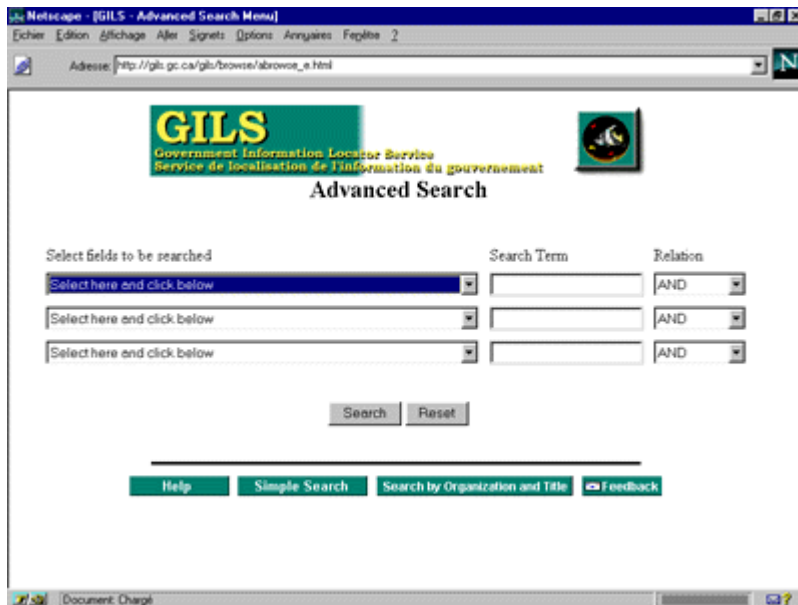 Netscape - [GILS - Advanced Search Menu]
Fichier Edition Affichage Aller Signets Options Annuaires Fenêtre ?
Adresse: http://gils.gc.ca/gils/browse/abrowse_e.html
N
GILS
Government Information Locator Service
Service de localisation de l'information du gouvernement
Advanced Search
Select fields to be searched Search Term Relation
Select here and click below AND
Select here and click below AND
Select here and click below AND
Search Reset
Help Simple Search Search by Organization and Title Feedback
Document: Chargé